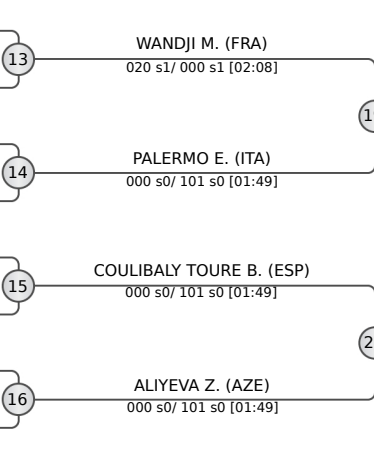 WANDJI M. (FRA)
13
020 s1/ 000 s1 [02:08]
PALERMO E. (ITA)
14
000 s0/ 101 s0 [01:49]
COULIBALY TOURE B. (ESP)
15
000 s0/ 101 s0 [01:49]
ALIYEVA Z. (AZE)
16
000 s0/ 101 s0 [01:49]